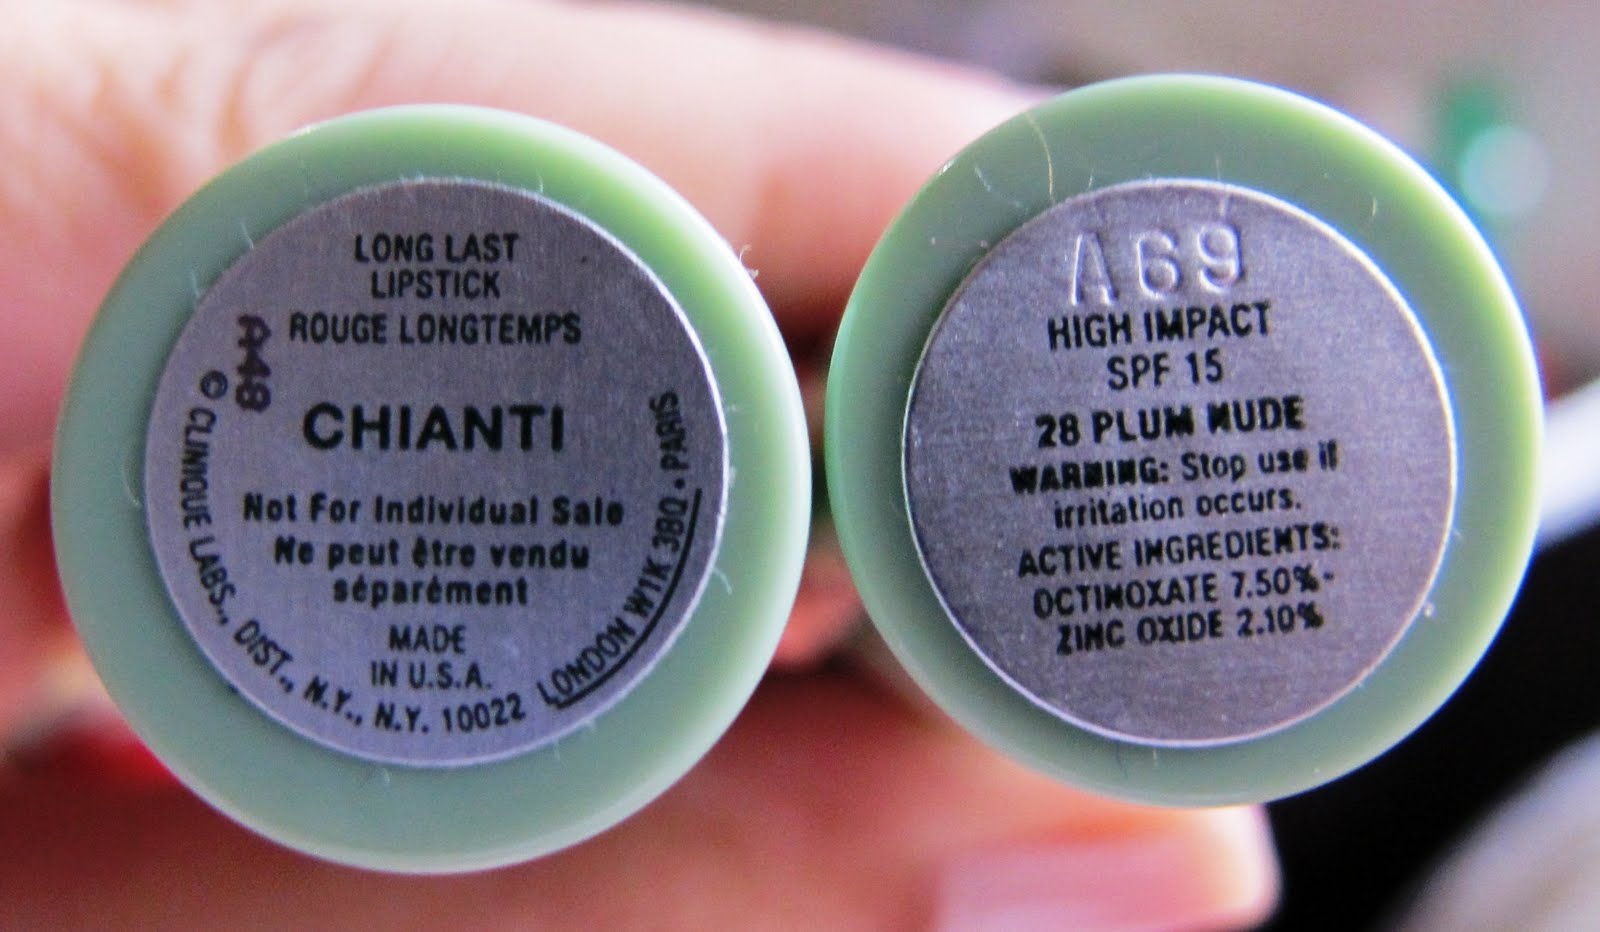 LONG LAST
LIPSTICK
ROUGE LONGTEMPS
A48
CHIANTI
Not For Individual Sale
Ne peut être vendu
séparément
MADE
IN U.S.A.
© CLINIQUE LABS., DIST., N.Y., N.Y. 10022 LONDON W1K 3BQ • PARIS
A69
HIGH IMPACT
SPF 15
28 PLUM NUDE
WARNING: Stop use if
irritation occurs.
ACTIVE INGREDIENTS:
OCTINOXATE 7.50%-
ZINC OXIDE 2.10%